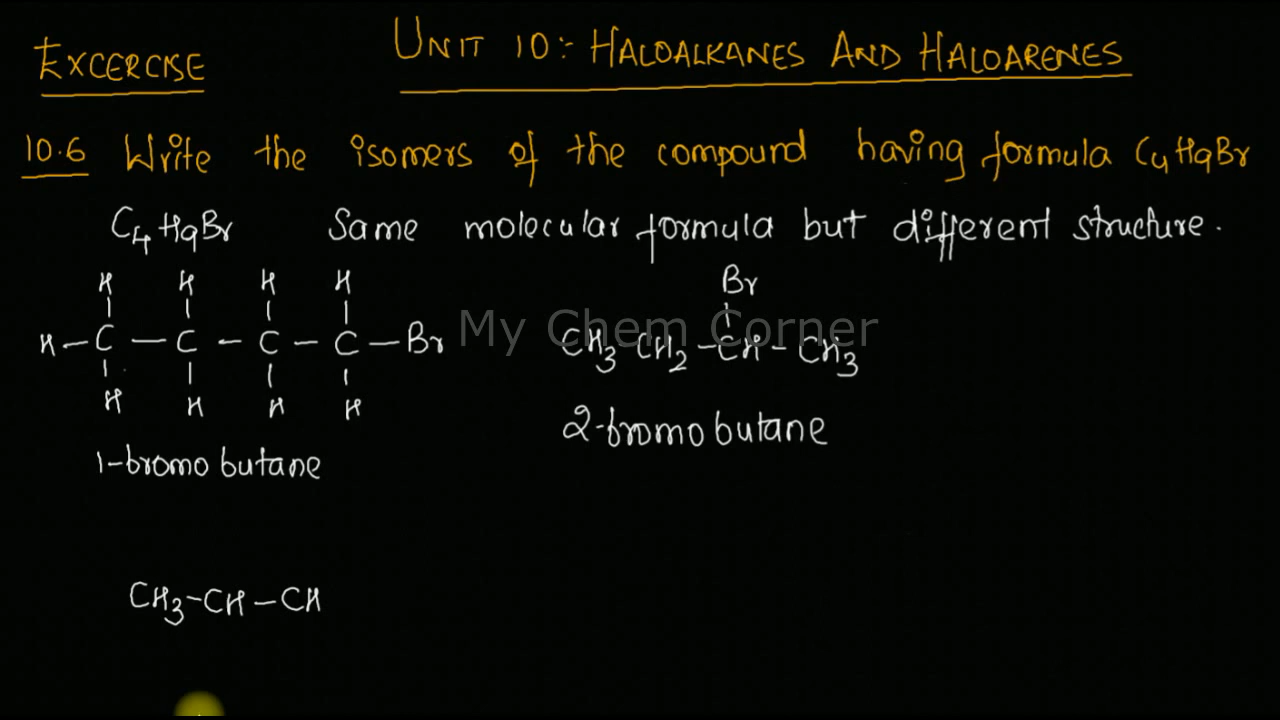 EXCERCISE
UNIT 10:- HALOALKANES AND HALOARENES
10.6 Write the isomers of the compound having formula C4H9Br
C4H9Br Same molecular formula but different structure.
H H H H
H-C-C-C-C-Br
H H H H
1-bromo butane
Br
CH3 CH2-CH-CH3
2-bromo butane
My Chem Corner
CH3-CH-CH